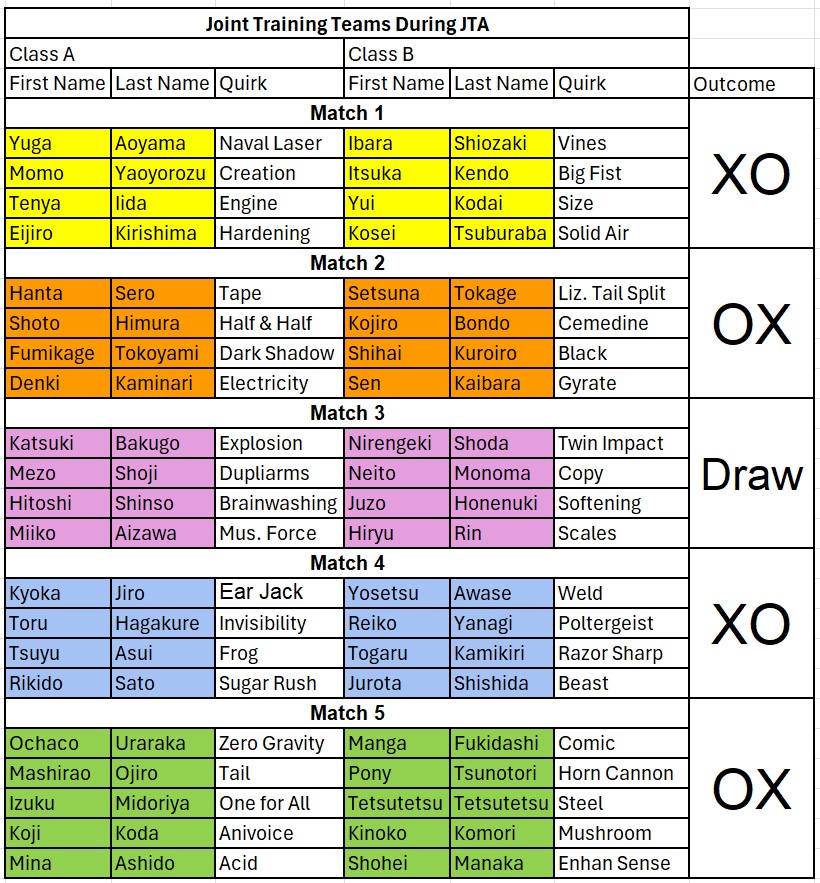 Joint Training Teams During JTA
Class A Class B
First Name Last Name Quirk First Name Last Name Quirk Outcome
Match 1
Yuga Aoyama Naval Laser Ibara Shiozaki Vines
Momo Yaoyorozu Creation Itsuka Kendo Big Fist
XO
Tenya Iida Engine Yui Kodai Size
Eijiro Kirishima Hardening Kosei Tsuburaba Solid Air
Match 2
Hanta Sero Tape Setsuna Tokage Liz. Tail Split
Shoto Himura Half & Half Kojiro Bondo Cemedine
OX
Fumikage Tokoyami Dark Shadow Shihai Kuroiro Black
Denki Kaminari Electricity Sen Kaibara Gyrate
Match 3
Katsuki Bakugo Explosion Nirengeki Shoda Twin Impact
Mezo Shoji Dupliarms Neito Monoma Copy
Draw
Hitoshi Shinso Brainwashing Juzo Honenuki Softening
Miiko Aizawa Mus. Force Hiryu Rin Scales
Match 4
Kyoka Jiro Ear Jack Yosetsu Awase Weld
Toru Hagakure Invisibility Reiko Yanagi Poltergeist
XO
Tsuyu Asui Frog Togaru Kamikiri Razor Sharp
Rikido Sato Sugar Rush Jurota Shishida Beast
Match 5
Ochaco Uraraka Zero Gravity Manga Fukidashi Comic
Mashirao Ojiro Tail Pony Tsunotori Horn Cannon
OX
Izuku Midoriya One for All Tetsutetsu Tetsutetsu Steel
Koji Koda Anivoice Kinoko Komori Mushroom
Mina Ashido Acid Shohei Manaka Enhan Sense